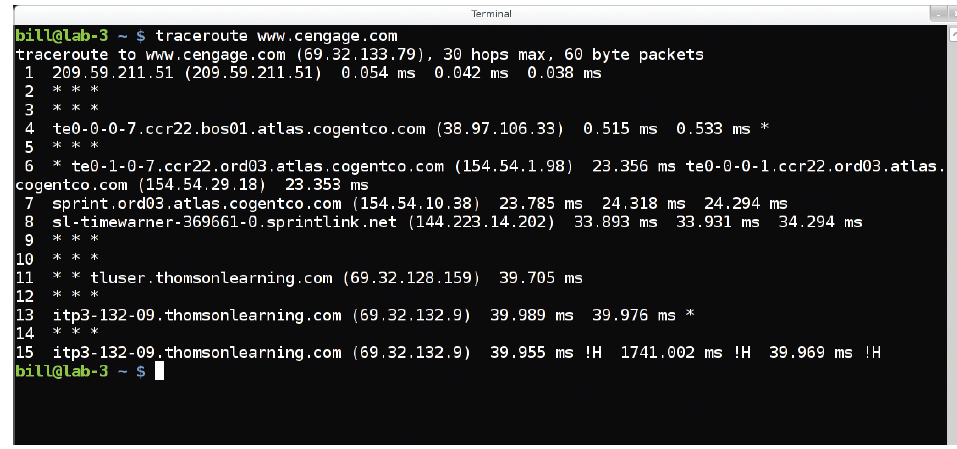 Terminal
bill@lab-3 ~ $ traceroute www.cengage.com
traceroute to www.cengage.com (69.32.133.79), 30 hops max, 60 byte packets
 1  209.59.211.51 (209.59.211.51)  0.054 ms  0.042 ms  0.038 ms
 2  * * *
 3  * * *
 4  te0-0-0-7.ccr22.bos01.atlas.cogentco.com (38.97.106.33)  0.515 ms  0.533 ms *
 5  * * *
 6  * te0-1-0-7.ccr22.ord03.atlas.cogentco.com (154.54.1.98)  23.356 ms te0-0-0-1.ccr22.ord03.atlas.
cogentco.com (154.54.29.18)  23.353 ms
 7  sprint.ord03.atlas.cogentco.com (154.54.10.38)  23.785 ms  24.318 ms  24.294 ms
 8  sl-timewarner-369661-0.sprintlink.net (144.223.14.202)  33.893 ms  33.931 ms  34.294 ms
 9  * * *
10  * * *
11  * * tluser.thomsonlearning.com (69.32.128.159)  39.705 ms
12  * * *
13  itp3-132-09.thomsonlearning.com (69.32.132.9)  39.989 ms  39.976 ms *
14  * * *
15  itp3-132-09.thomsonlearning.com (69.32.132.9)  39.955 ms !H  1741.002 ms !H  39.969 ms !H
bill@lab-3 ~ $